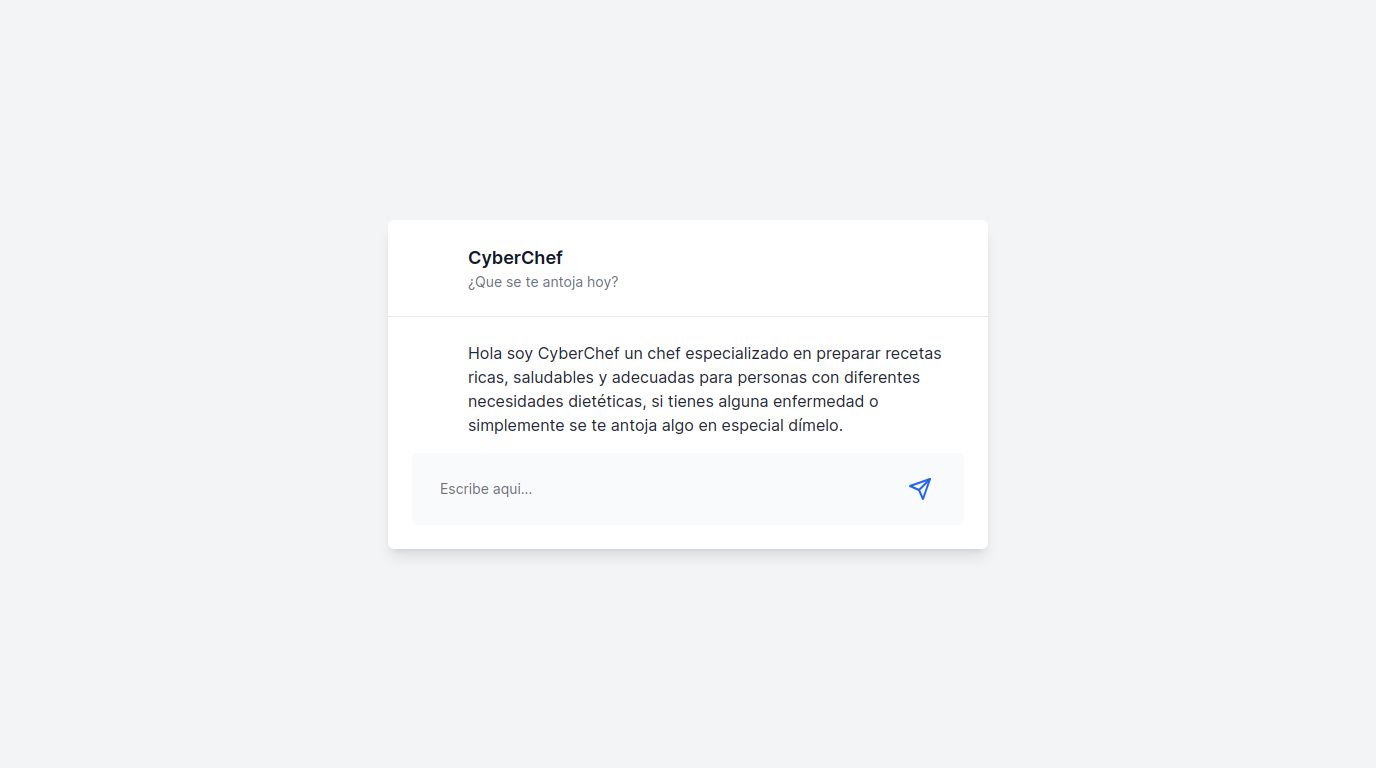 CyberChef
¿Que se te antoja hoy?
Hola soy CyberChef un chef especializado en preparar recetas
ricas, saludables y adecuadas para personas con diferentes
necesidades dietéticas, si tienes alguna enfermedad o
simplemente se te antoja algo en especial dímelo.
Escribe aqui...